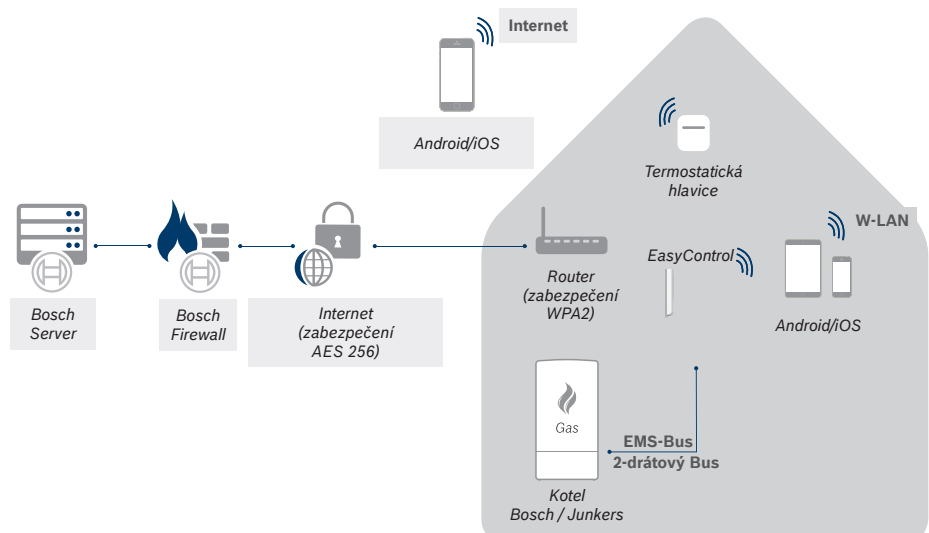 Internet
Android/iOS
Termostatická
hlavice
W-LAN
EasyControl
Bosch
Server
Bosch
Firewall
Internet
(zabezpečení
AES 256)
Router
(zabezpečení
WPA2)
Android/iOS
Gas
EMS-Bus
2-drátový Bus
Kotel
Bosch / Junkers